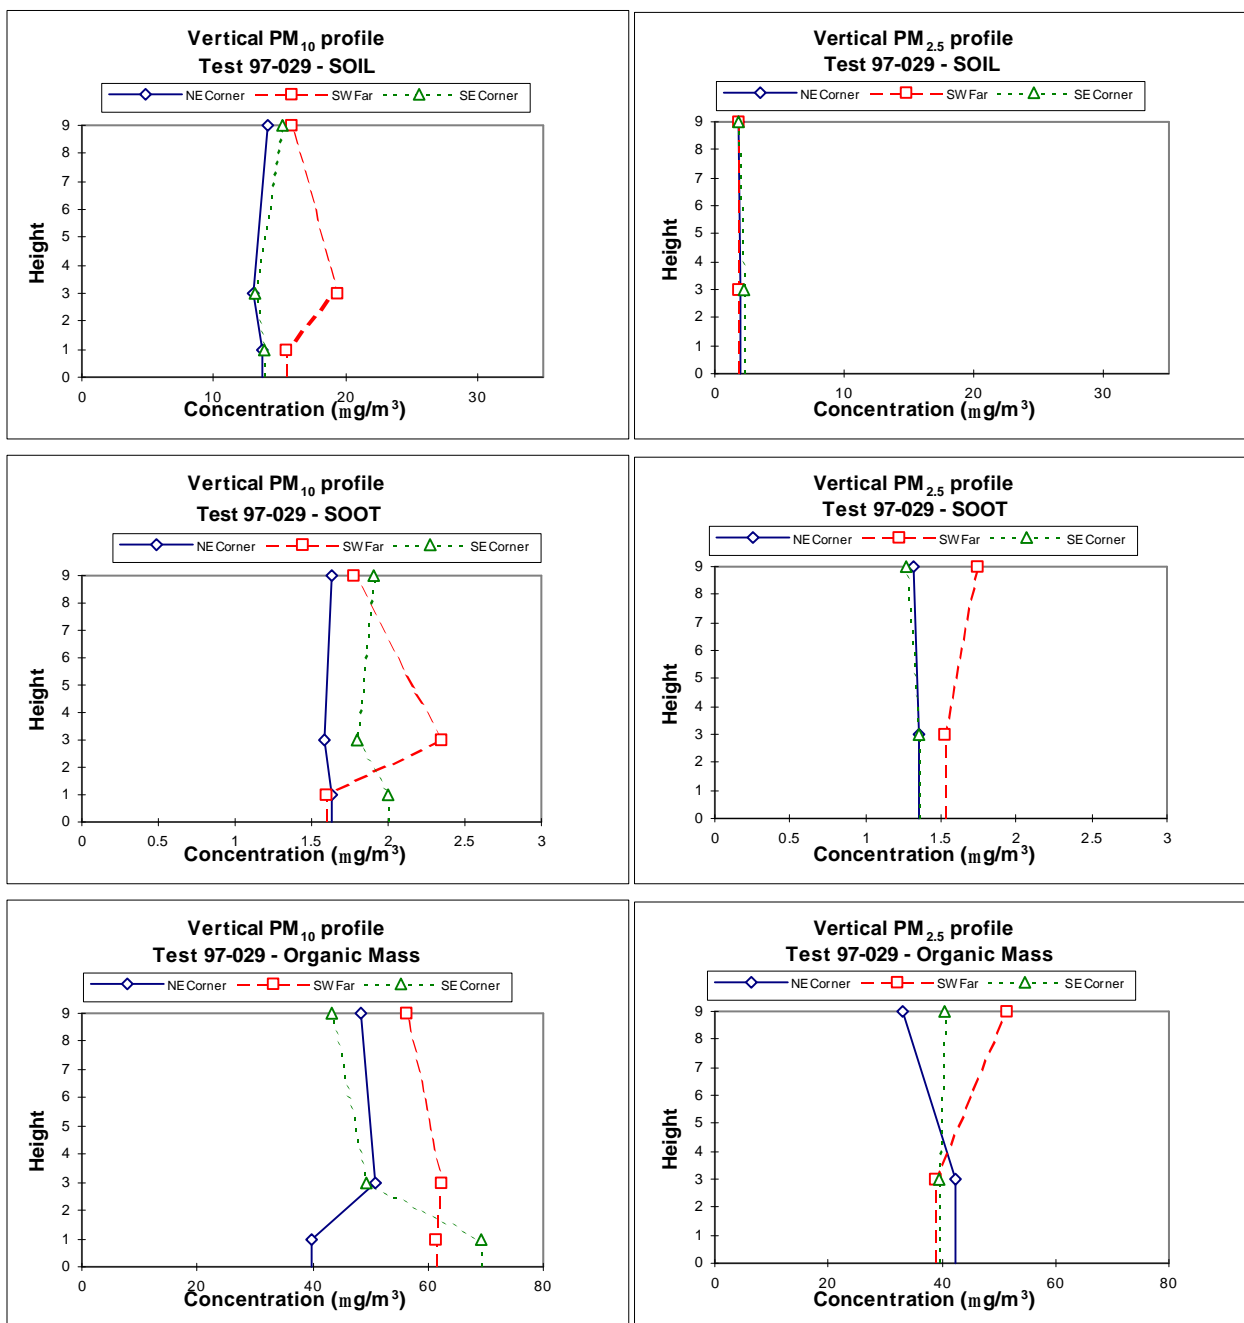 Vertical PM10 profile
Test 97-029 - SOIL
NE Corner SW Far SE Corner
9
8
7
6
5
4
3
2
1
0
Height
0 10 20 30
Concentration (mg/m3)
Vertical PM2.5 profile
Test 97-029 - SOIL
NE Corner SW Far SE Corner
9
8
7
6
5
4
3
2
1
0
Height
0 10 20 30
Concentration (mg/m3)
Vertical PM10 profile
Test 97-029 - SOOT
NE Corner SW Far SE Corner
9
8
7
6
5
4
3
2
1
0
Height
0 0.5 1 1.5 2 2.5 3
Concentration (mg/m3)
Vertical PM2.5 profile
Test 97-029 - SOOT
NE Corner SW Far SE Corner
9
8
7
6
5
4
3
2
1
0
Height
0 0.5 1 1.5 2 2.5 3
Concentration (mg/m3)
Vertical PM10 profile
Test 97-029 - Organic Mass
NE Corner SW Far SE Corner
9
8
7
6
5
4
3
2
1
0
Height
0 20 40 60 80
Concentration (mg/m3)
Vertical PM2.5 profile
Test 97-029 - Organic Mass
NE Corner SW Far SE Corner
9
8
7
6
5
4
3
2
1
0
Height
0 20 40 60 80
Concentration (mg/m3)